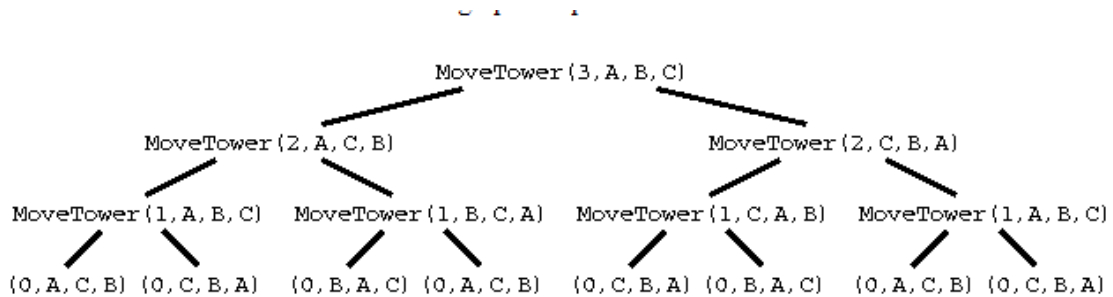 MoveTower(3,A,B,C)
MoveTower(2,A,C,B) MoveTower(2,C,B,A)
MoveTower(1,A,B,C) MoveTower(1,B,C,A) MoveTower(1,C,A,B) MoveTower(1,A,B,C)
(0,A,C,B) (0,C,B,A) (0,B,A,C) (0,A,C,B) (0,C,B,A) (0,B,A,C) (0,A,C,B) (0,C,B,A)